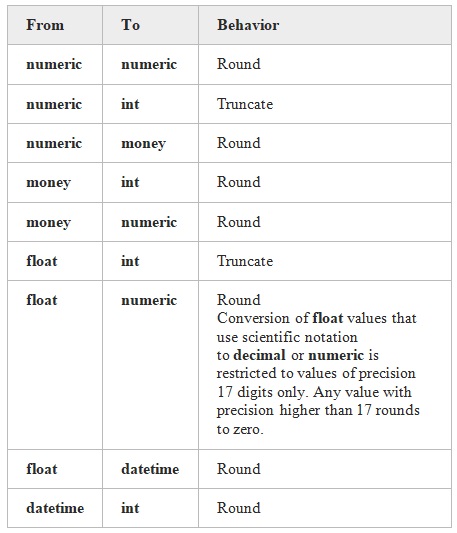 From To Behavior
numeric numeric Round
numeric int Truncate
numeric money Round
money int Round
money numeric Round
float int Truncate
float numeric Round
Conversion of float values that
use scientific notation
to decimal or numeric is
restricted to values of precision
17 digits only. Any value with
precision higher than 17 rounds
to zero.
float datetime Round
datetime int Round